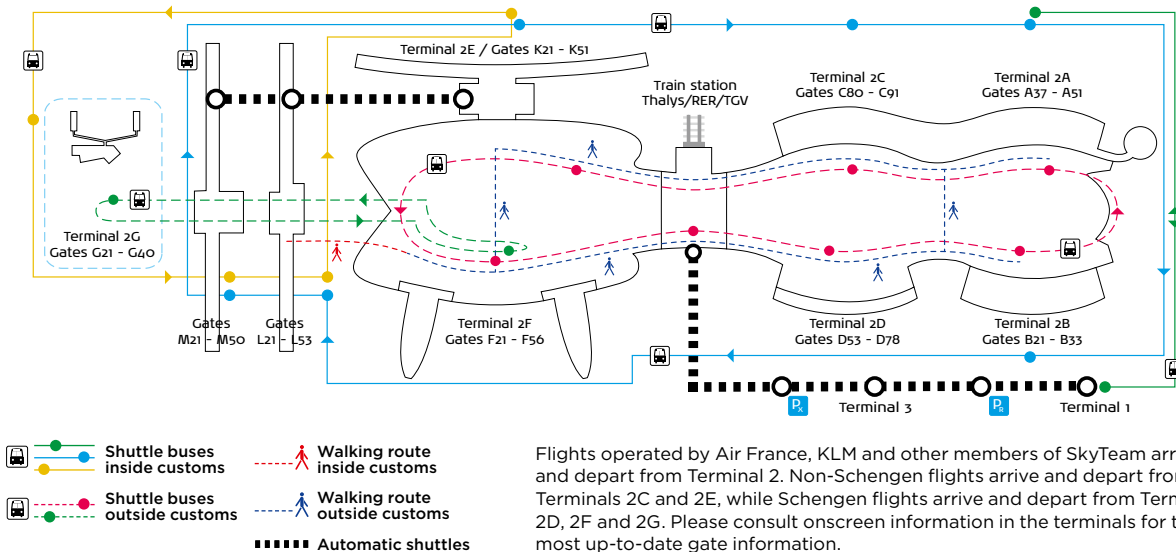 Terminal 2E / Gates K21 - K51
Train station
Thalys/RER/TGV
Terminal 2C
Gates C80 - C91
Terminal 2A
Gates A37 - A51
Terminal 2G
Gates G21 - G40
Gates
M21 - M50
Gates
L21 - L53
Terminal 2F
Gates F21 - F56
Terminal 2D
Gates D53 - D78
Terminal 2B
Gates B21 - B33
PX
Terminal 3
PR
Terminal 1
Shuttle buses
inside customs
Shuttle buses
outside customs
Walking route
inside customs
Walking route
outside customs
Automatic shuttles
Flights operated by Air France, KLM and other members of SkyTeam arr
and depart from Terminal 2. Non-Schengen flights arrive and depart fro
Terminals 2C and 2E, while Schengen flights arrive and depart from Term
2D, 2F and 2G. Please consult onscreen information in the terminals for t
most up-to-date gate information.